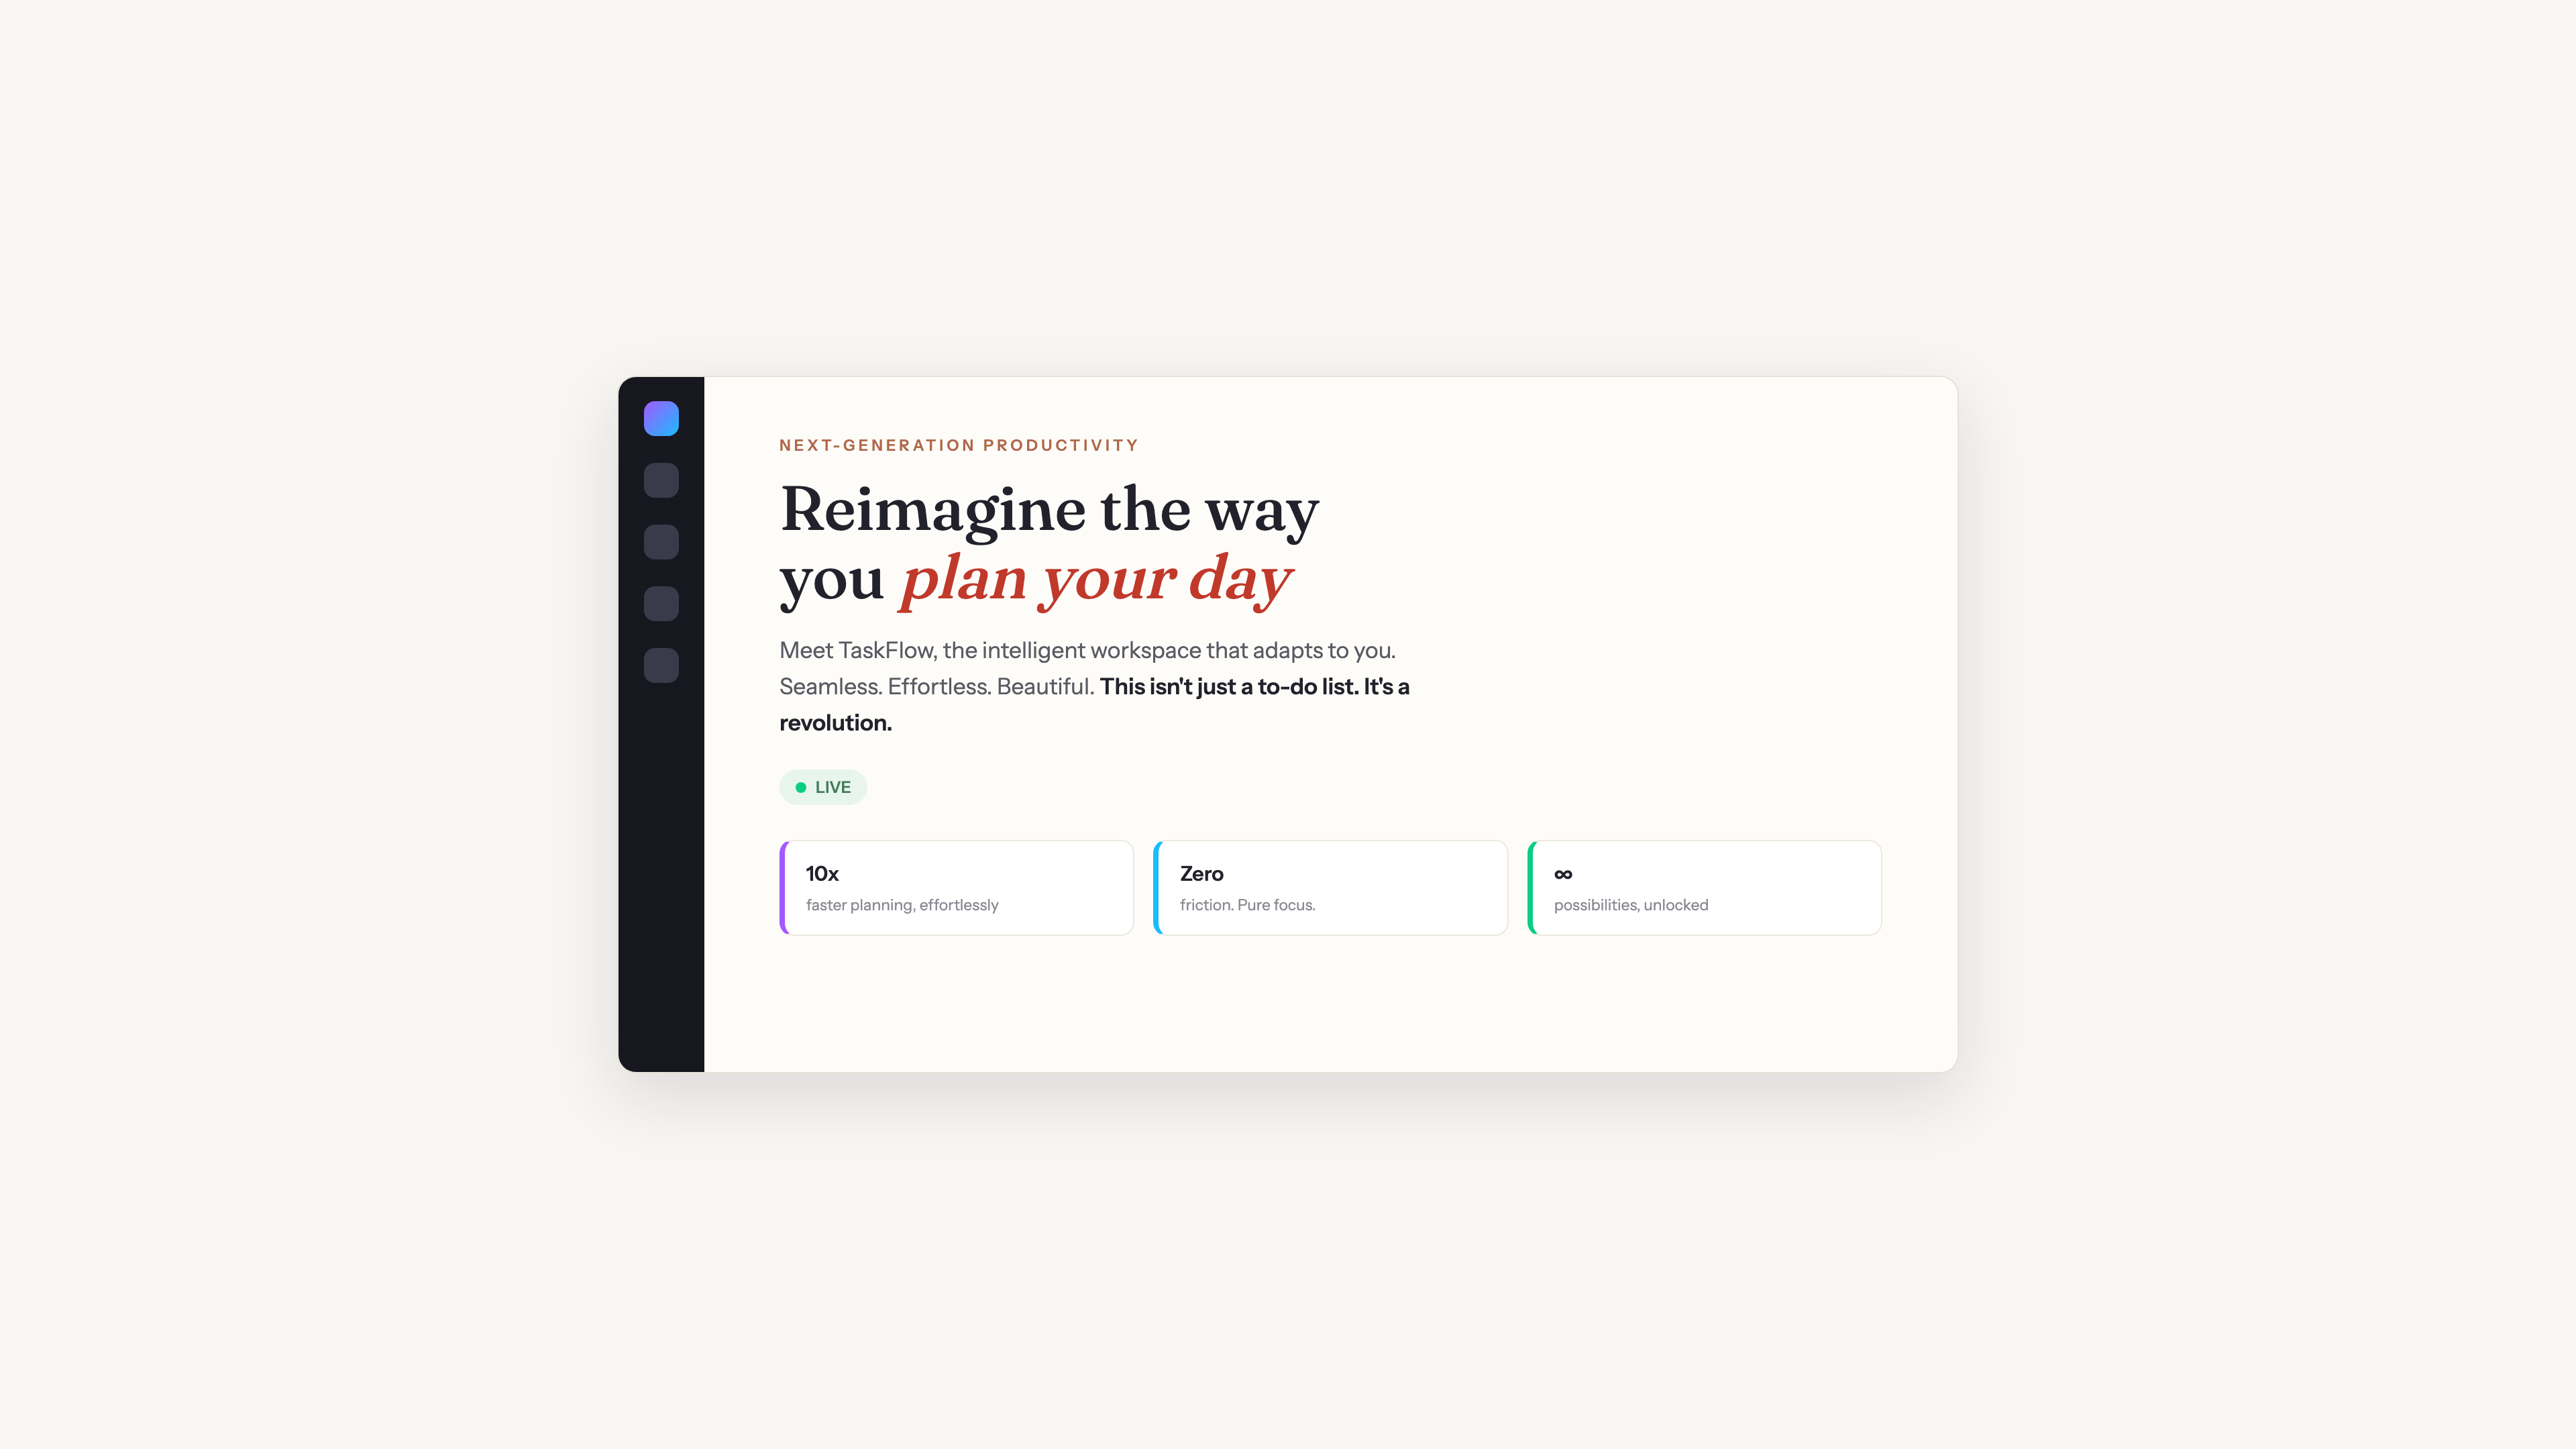 NEXT-GENERATION PRODUCTIVITY
Reimagine the way
you plan your day
Meet TaskFlow, the intelligent workspace that adapts to you.
Seamless. Effortless. Beautiful. This isn't just a to-do list. It's a
revolution.
LIVE
10x
faster planning, effortlessly
Zero
friction. Pure focus.
∞
possibilities, unlocked